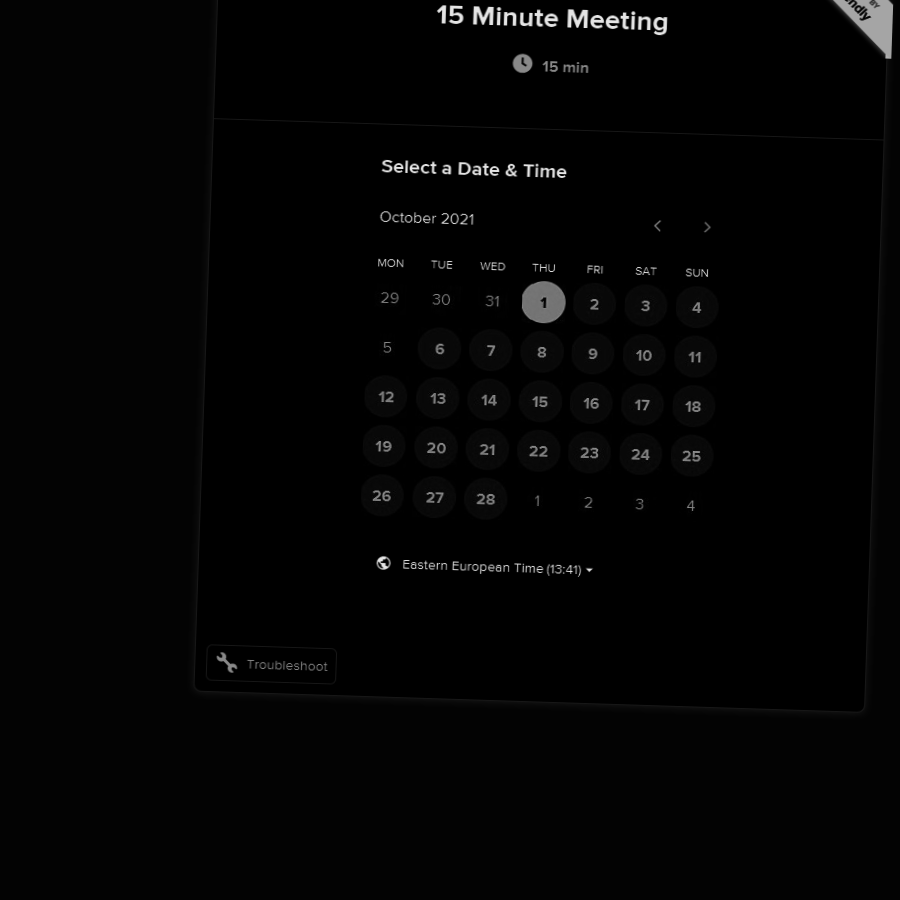 15 Minute Meeting
BY
15 min
Select a Date & Time
October 2021
MON TUE WED THU FRI SAT SUN
29 30 31 1 2 3 4
5 6 7 8 9 10 11
12 13 14 15 16 17 18
19 20 21 22 23 24 25
26 27 28 1 2 3 4
Eastern European Time (13:41)
Troubleshoot